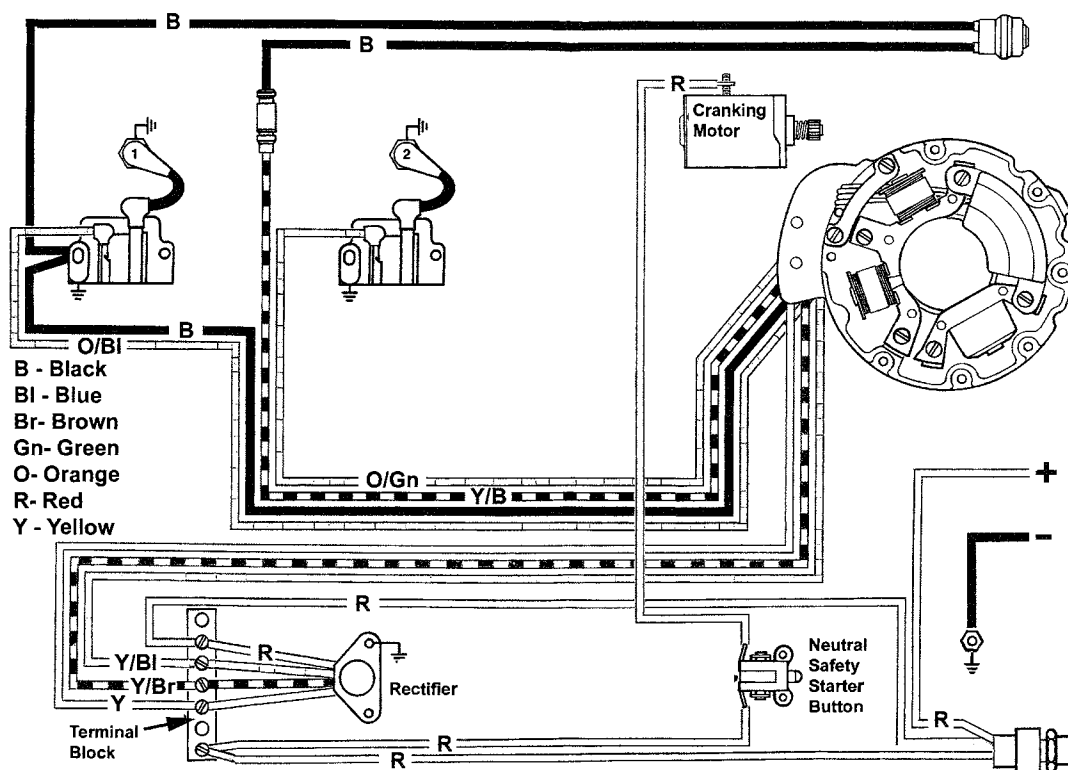 B
B
R
Cranking
Motor
1
2
B
O/Bl
B - Black
Bl - Blue
Br- Brown
Gn- Green
O- Orange
R- Red
Y - Yellow
O/Gn
Y/B
+
-
R
R
Y/Bl
Y/Br
Y
Rectifier
Neutral
Safety
Starter
Button
Terminal
Block
R
R
R